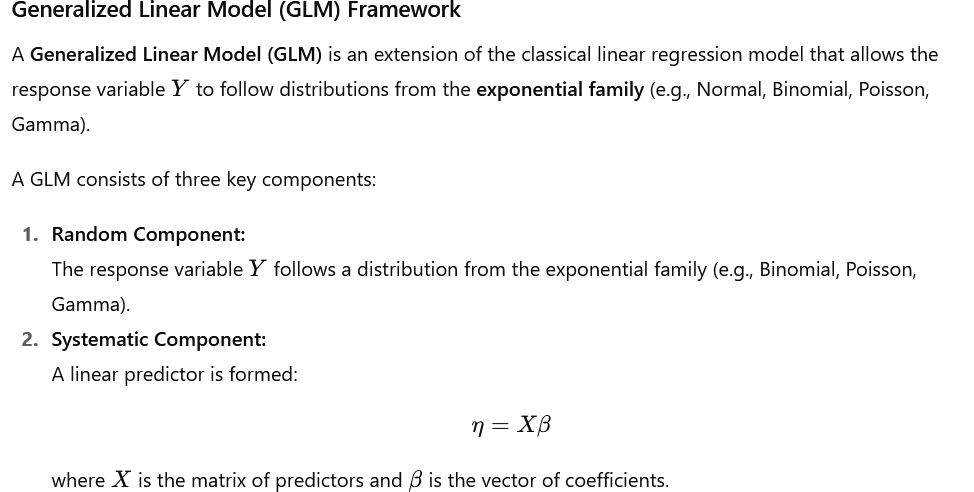 Generalized Linear Model (GLM) Framework
A Generalized Linear Model (GLM) is an extension of the classical linear regression model that allows the
response variable Y to follow distributions from the exponential family (e.g., Normal, Binomial, Poisson,
Gamma).
A GLM consists of three key components:
1. Random Component:
The response variable Y follows a distribution from the exponential family (e.g., Binomial, Poisson,
Gamma).
2. Systematic Component:
A linear predictor is formed:
η = Xβ
where X is the matrix of predictors and β is the vector of coefficients.